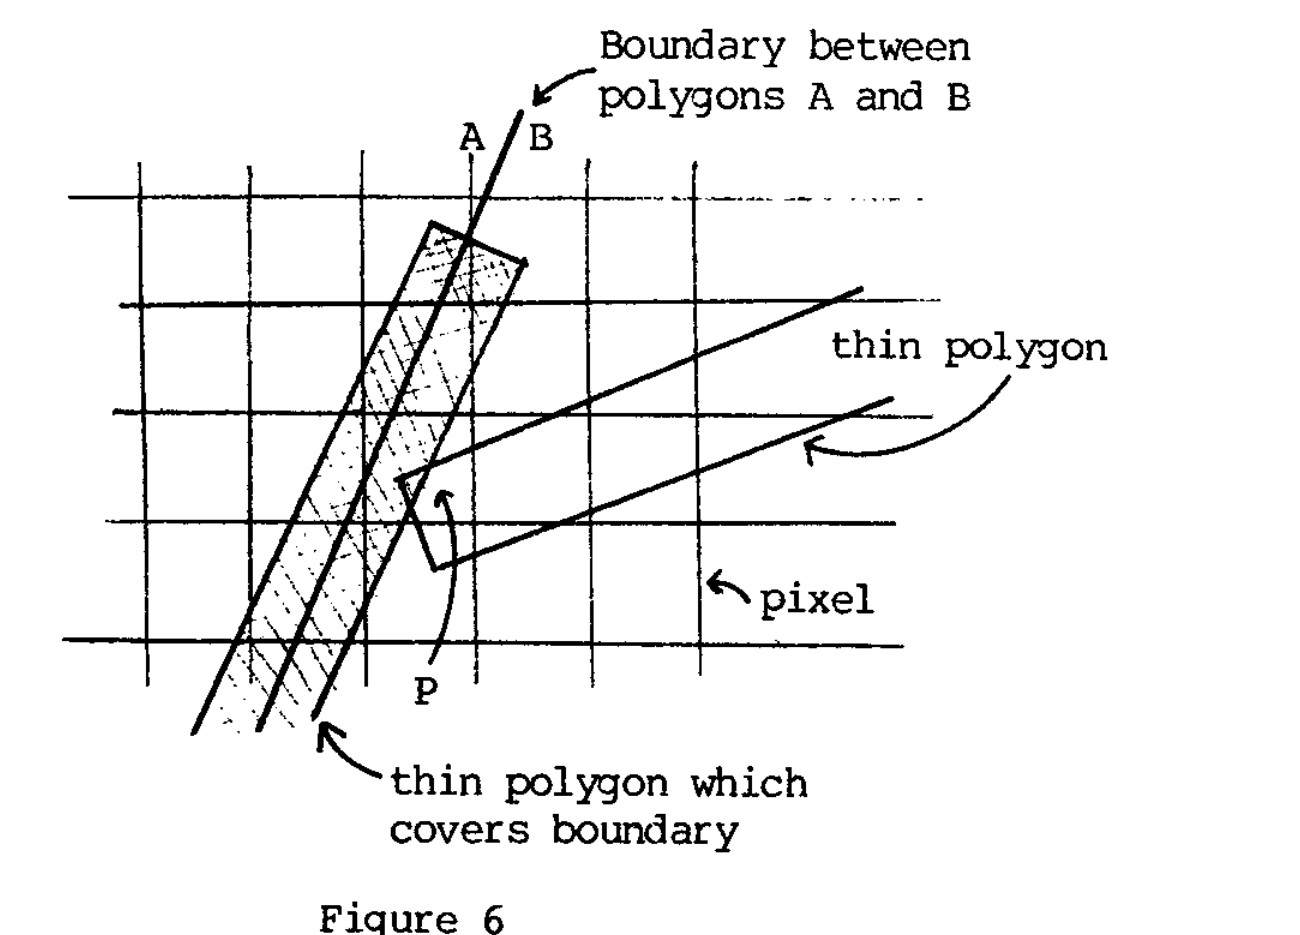 Boundary between
polygons A and B
A B
thin polygon
pixel
P
thin polygon which
covers boundary
Figure 6